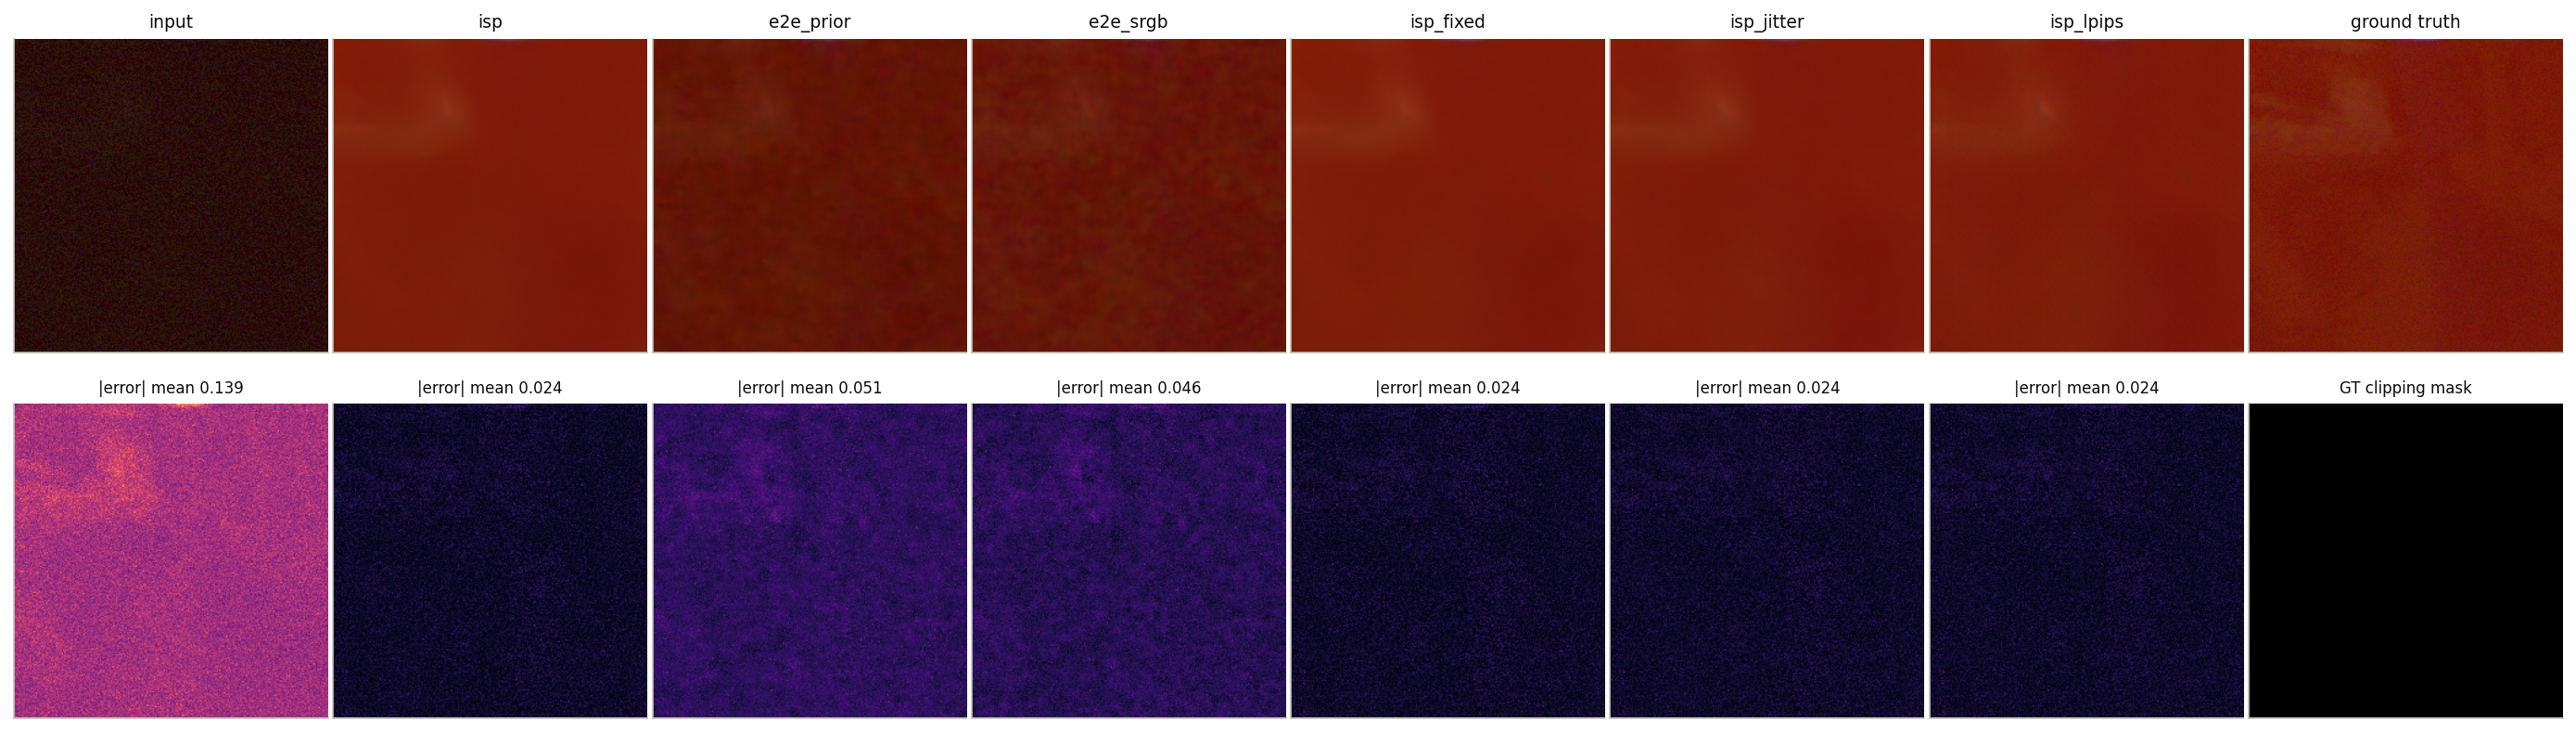 input isp e2e_prior e2e_srgb isp_fixed isp_jitter isp_lpips ground truth
|error| mean 0.139 |error| mean 0.024 |error| mean 0.051 |error| mean 0.046 |error| mean 0.024 |error| mean 0.024 |error| mean 0.024 GT clipping mask